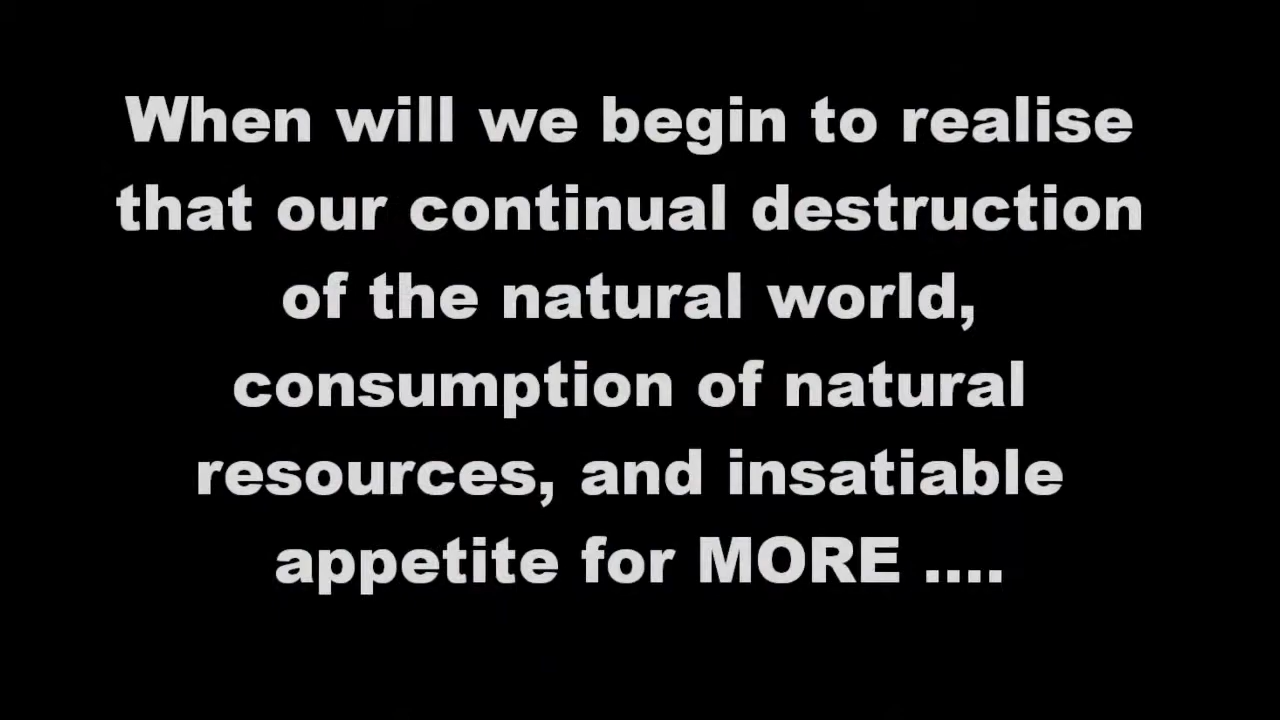 When will we begin to realise
that our continual destruction
of the natural world,
consumption of natural
resources, and insatiable
appetite for MORE ....